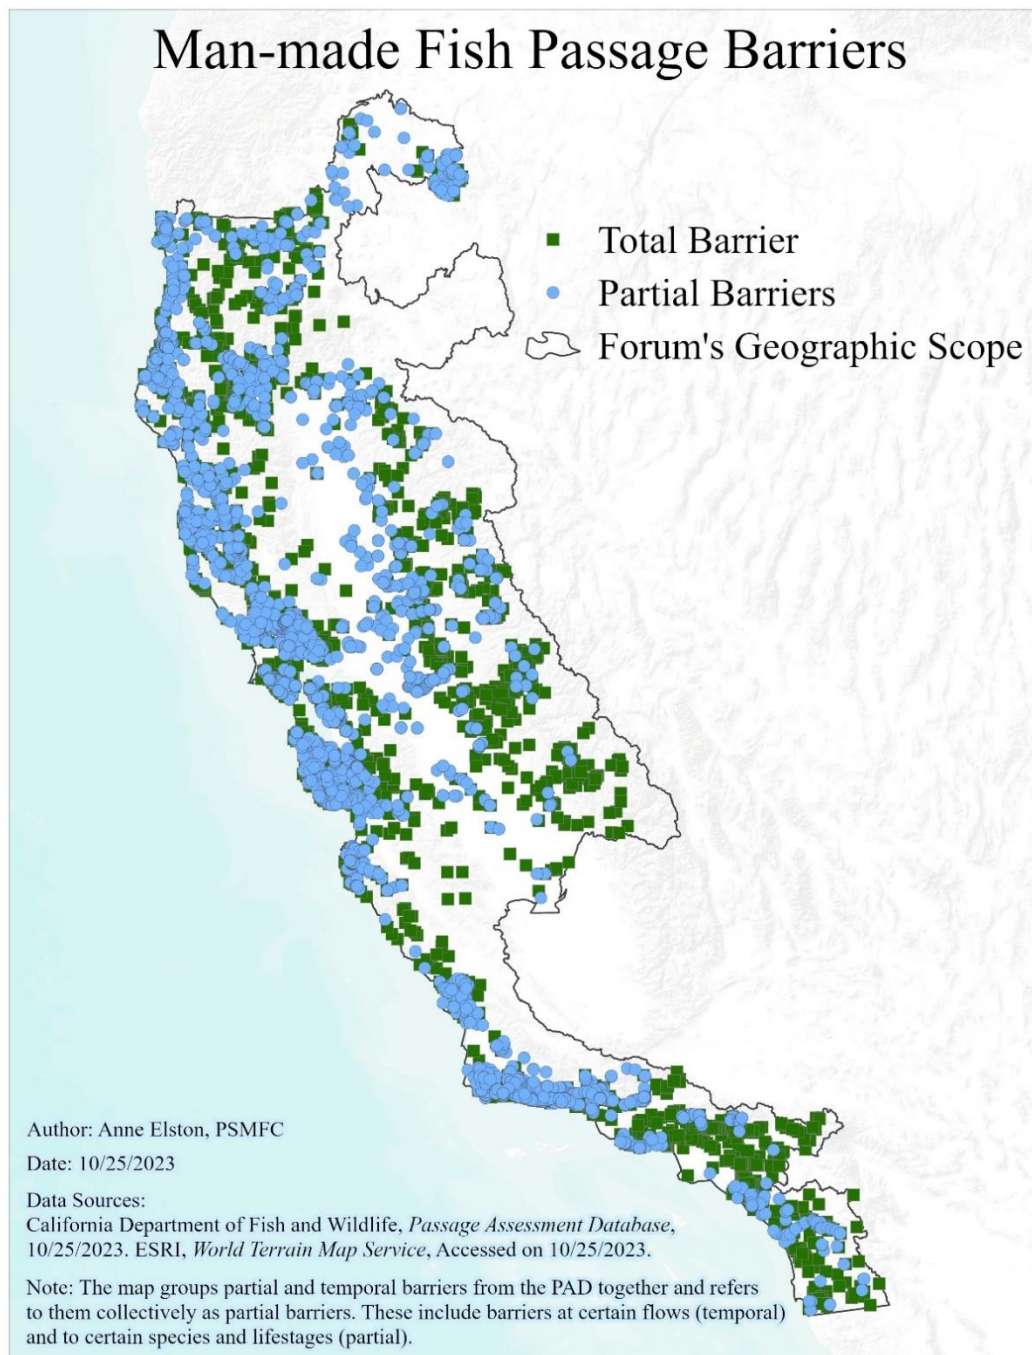 Man-made Fish Passage Barriers
Total Barrier
Partial Barriers
Forum's Geographic Scope
Author: Anne Elston, PSMFC
Date: 10/25/2023
Data Sources:
California Department of Fish and Wildlife, Passage Assessment Database,
10/25/2023. ESRI, World Terrain Map Service, Accessed on 10/25/2023.
Note: The map groups partial and temporal barriers from the PAD together and refers
to them collectively as partial barriers. These include barriers at certain flows (temporal)
and to certain species and lifestages (partial).